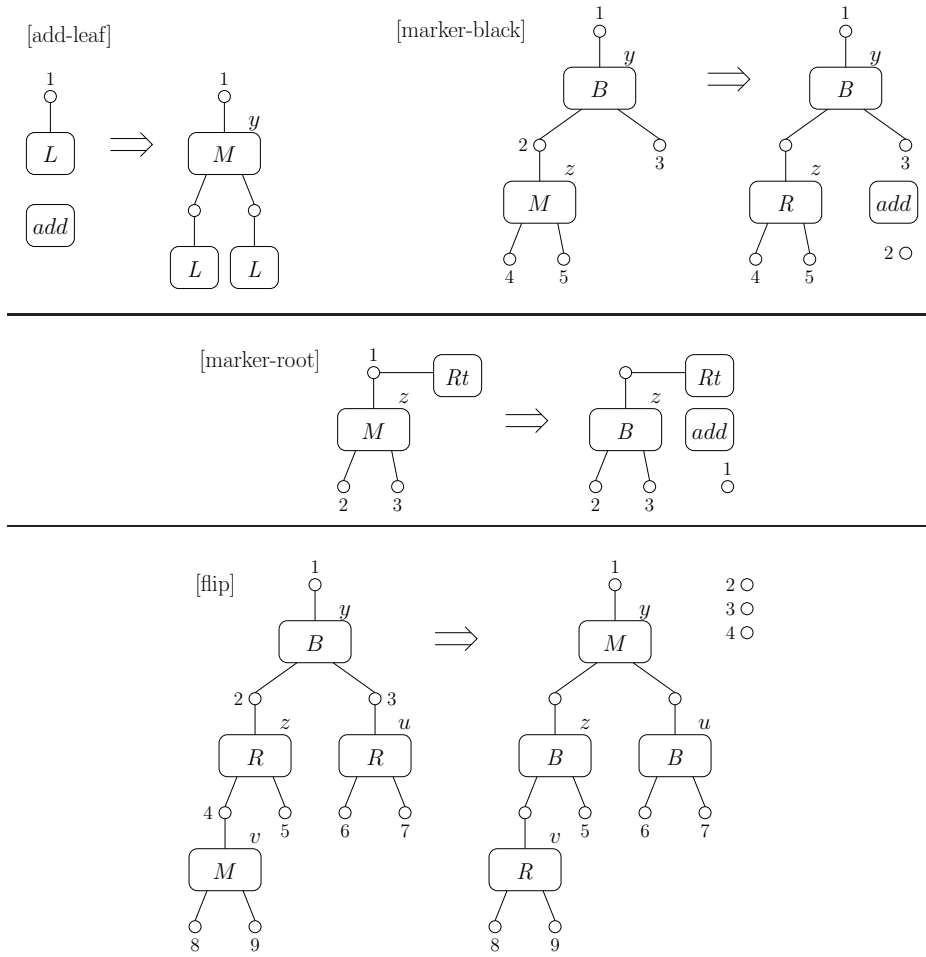 [add-leaf]
1
L
add
1
y
M
L L
[marker-black]
1
y
B
2
3
z
M
4 5
1
y
B
3
z
R
add
2
4 5
[marker-root]
1
Rt
z
M
2 3
Rt
z
B
add
1
2 3
[flip]
1
y
B
2 3
z u
R R
4 5 6 7
v
M
8 9
1
y
M
2
3
4
z u
B B
5 6 7
v
R
8 9